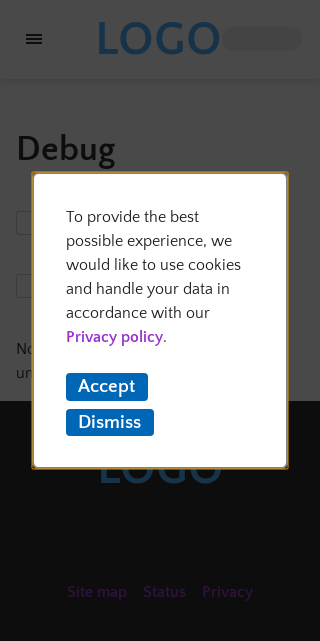 LOGO
Debug
To provide the best
possible experience, we
would like to use cookies
and handle your data in
accordance with our
Privacy policy.
Accept
Dismiss
LOGO
Site map Status Privacy